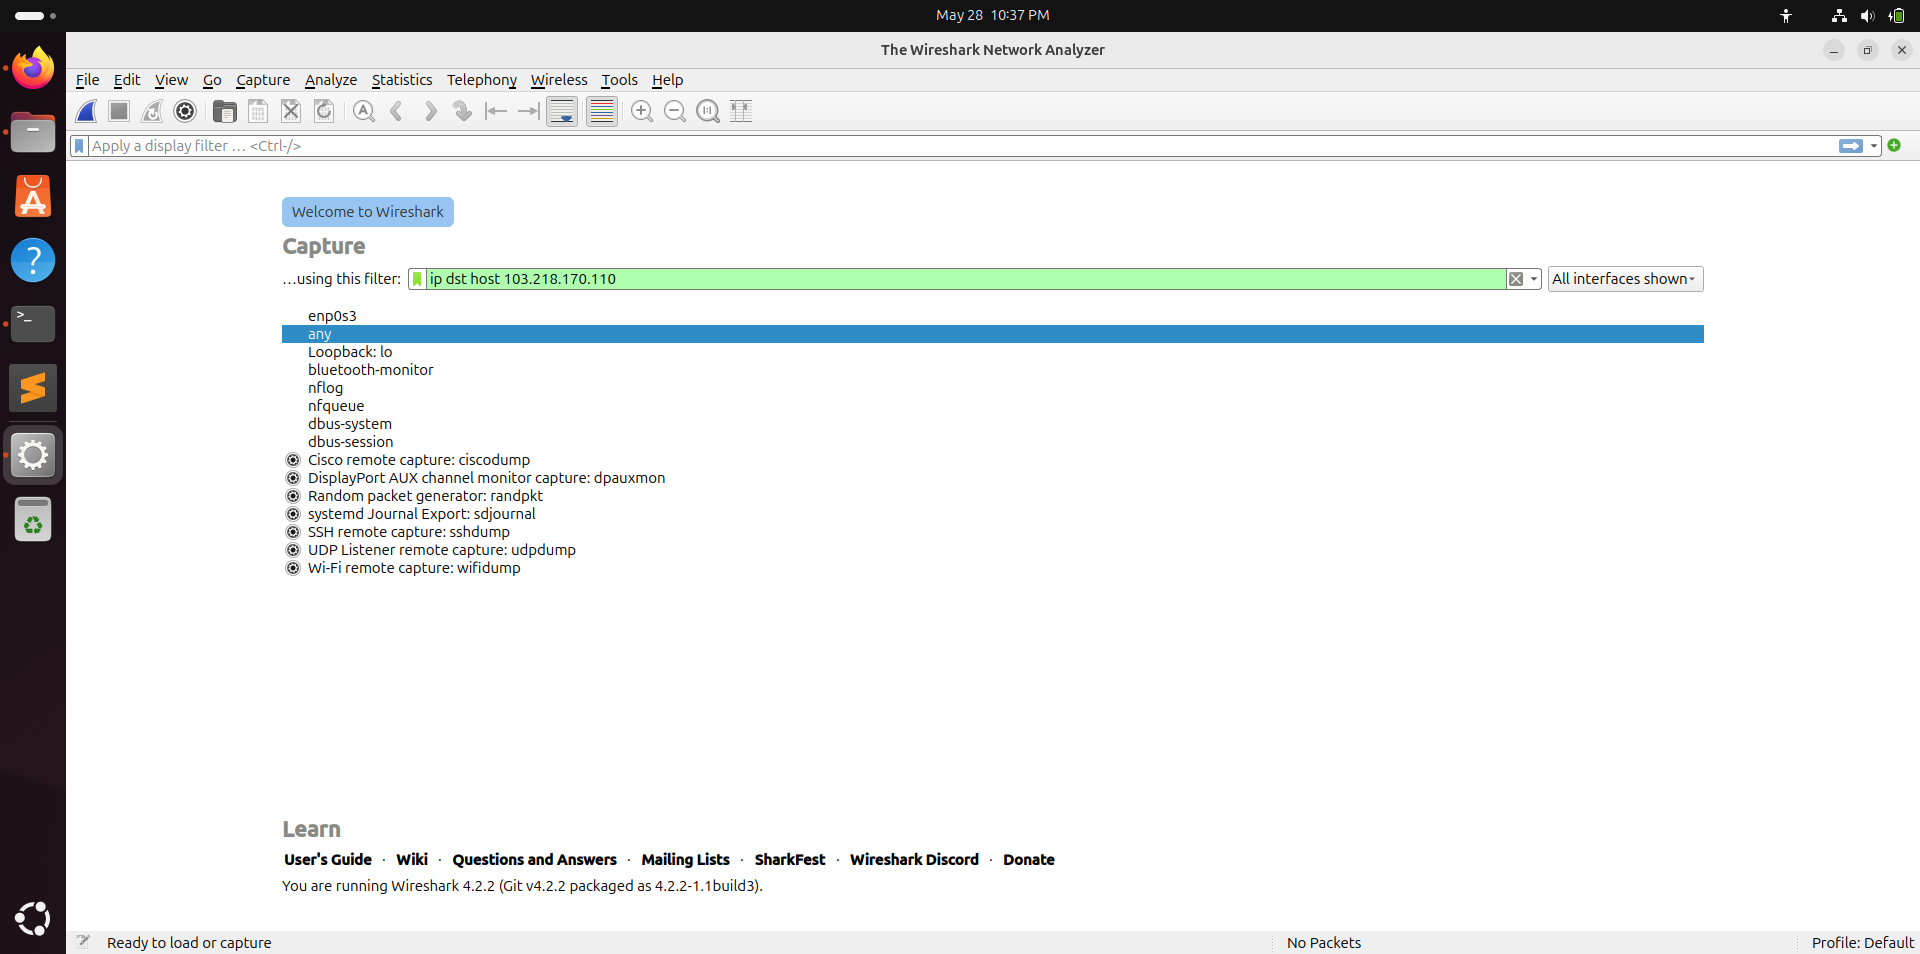 May 28 10:37 PM
The Wireshark Network Analyzer
File Edit View Go Capture Analyze Statistics Telephony Wireless Tools Help
Apply a display filter … <Ctrl-/>
Welcome to Wireshark
Capture
…using this filter: ip dst host 103.218.170.110 All interfaces shown
enp0s3
any
Loopback: lo
bluetooth-monitor
nflog
nfqueue
dbus-system
dbus-session
Cisco remote capture: ciscodump
DisplayPort AUX channel monitor capture: dpauxmon
Random packet generator: randpkt
systemd Journal Export: sdjournal
SSH remote capture: sshdump
UDP Listener remote capture: udpdump
Wi-Fi remote capture: wifidump
Learn
User's Guide · Wiki · Questions and Answers · Mailing Lists · SharkFest · Wireshark Discord · Donate
You are running Wireshark 4.2.2 (Git v4.2.2 packaged as 4.2.2-1.1build3).
Ready to load or capture No Packets Profile: Default